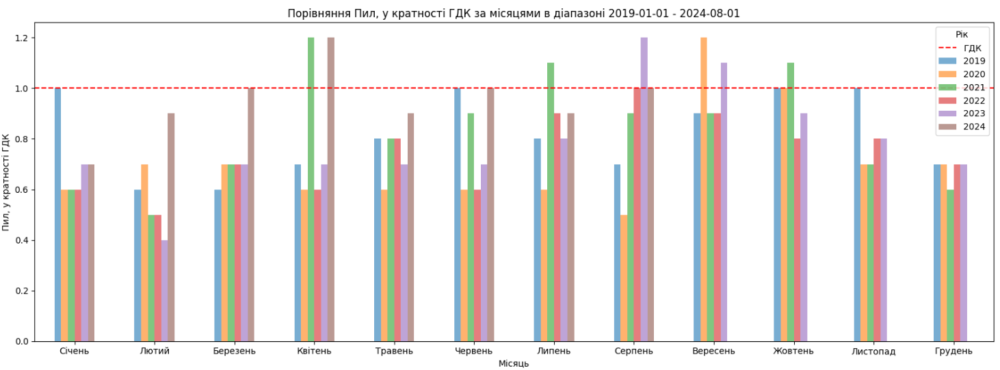 Порівняння Пил, у кратності ГДК за місяцями в діапазоні 2019-01-01 - 2024-08-01
Пил, у кратності ГДК
1.2
1.0
0.8
0.6
0.4
0.2
0.0
Рік
ГДК
2019
2020
2021
2022
2023
2024
Січень Лютий Березень Квітень Травень Червень Липень Серпень Вересень Жовтень Листопад Грудень
Місяць